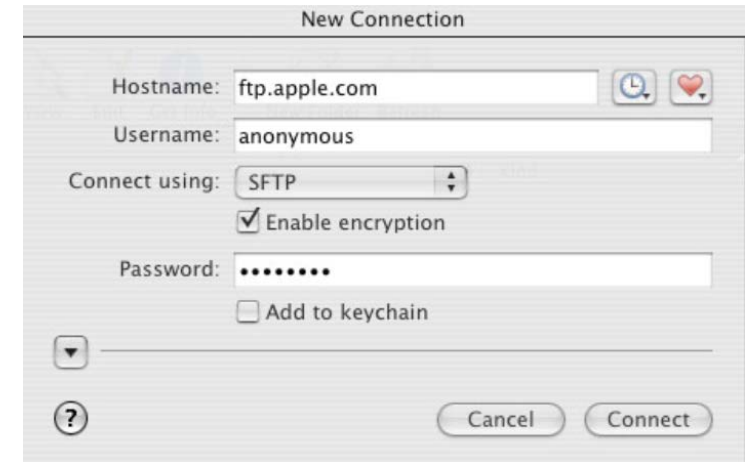 New Connection
Hostname: ftp.apple.com
Username: anonymous
Connect using: SFTP
Enable encryption
Password: ••••••••
Add to keychain
? Cancel Connect